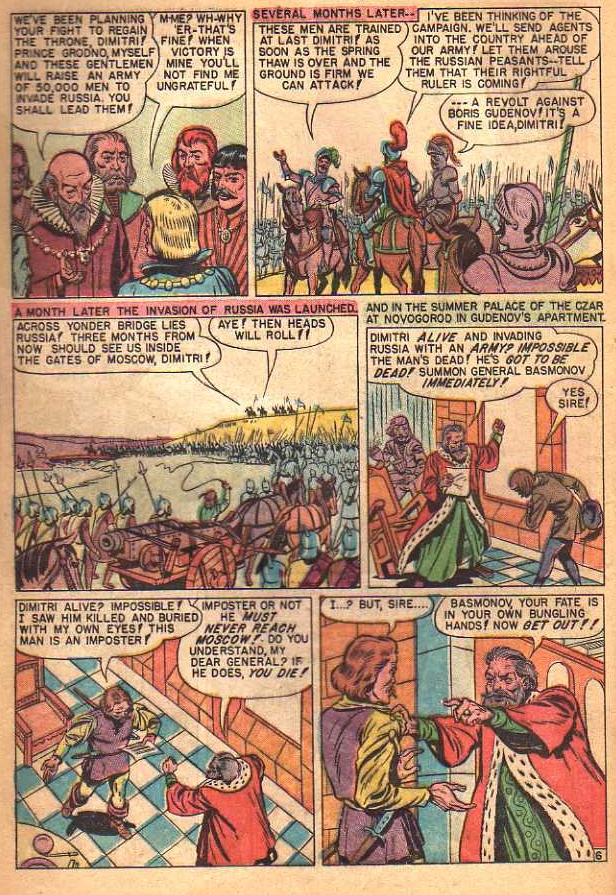 WE'VE BEEN PLANNING
YOUR FIGHT TO REGAIN
THE THRONE, DIMITRI!
PRINCE GRODNO, MYSELF
AND THESE GENTLEMEN
WILL RAISE AN ARMY
OF 50,000 MEN TO
INVADE RUSSIA. YOU
SHALL LEAD THEM!
M-ME? WH-WHY
'ER-THAT'S
FINE! WHEN
VICTORY IS
MINE YOU'LL
NOT FIND ME
UNGRATEFUL!
SEVERAL MONTHS LATER--
THESE MEN ARE TRAINED
AT LAST DIMITRI! AS
SOON AS THE SPRING
THAW IS OVER AND THE
GROUND IS FIRM WE
CAN ATTACK!
I'VE BEEN THINKING OF THE
CAMPAIGN. WE'LL SEND AGENTS
INTO THE COUNTRY AHEAD OF
OUR ARMY! LET THEM AROUSE
THE RUSSIAN PEASANTS--TELL
THEM THAT THEIR RIGHTFUL
RULER IS COMING!
--- A REVOLT AGAINST
BORIS GUDENOV! IT'S A
FINE IDEA, DIMITRI!
A MONTH LATER THE INVASION OF RUSSIA WAS LAUNCHED.
ACROSS YONDER BRIDGE LIES
RUSSIA! THREE MONTHS FROM
NOW SHOULD SEE US INSIDE
THE GATES OF MOSCOW, DIMITRI!
AYE! THEN HEADS
WILL ROLL!!
AND IN THE SUMMER PALACE OF THE CZAR
AT NOVOGOROD IN GUDENOV'S APARTMENT.
DIMITRI ALIVE AND INVADING
RUSSIA WITH AN ARMY? IMPOSSIBLE
THE MAN'S DEAD! HE'S GOT TO BE
DEAD! SUMMON GENERAL BASMONOV
IMMEDIATELY!
YES
SIRE!
DIMITRI ALIVE? IMPOSSIBLE!
I SAW HIM KILLED AND BURIED
WITH MY OWN EYES! THIS
MAN IS AN IMPOSTER!
IMPOSTER OR NOT
HE MUST
NEVER REACH
MOSCOW! DO YOU
UNDERSTAND, MY
DEAR GENERAL? IF
HE DOES, YOU DIE!
I...? BUT, SIRE....
BASMONOV, YOUR FATE IS
IN YOUR OWN BUNGLING
HANDS! NOW GET OUT!!
6